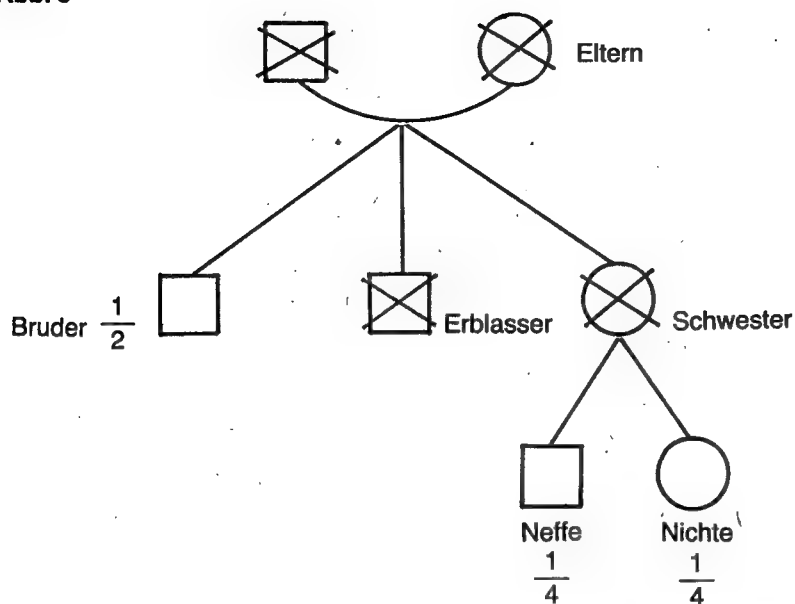 Eltern
Bruder 1/2
Erblasser
Schwester
Neffe
1/4
Nichte
1/4